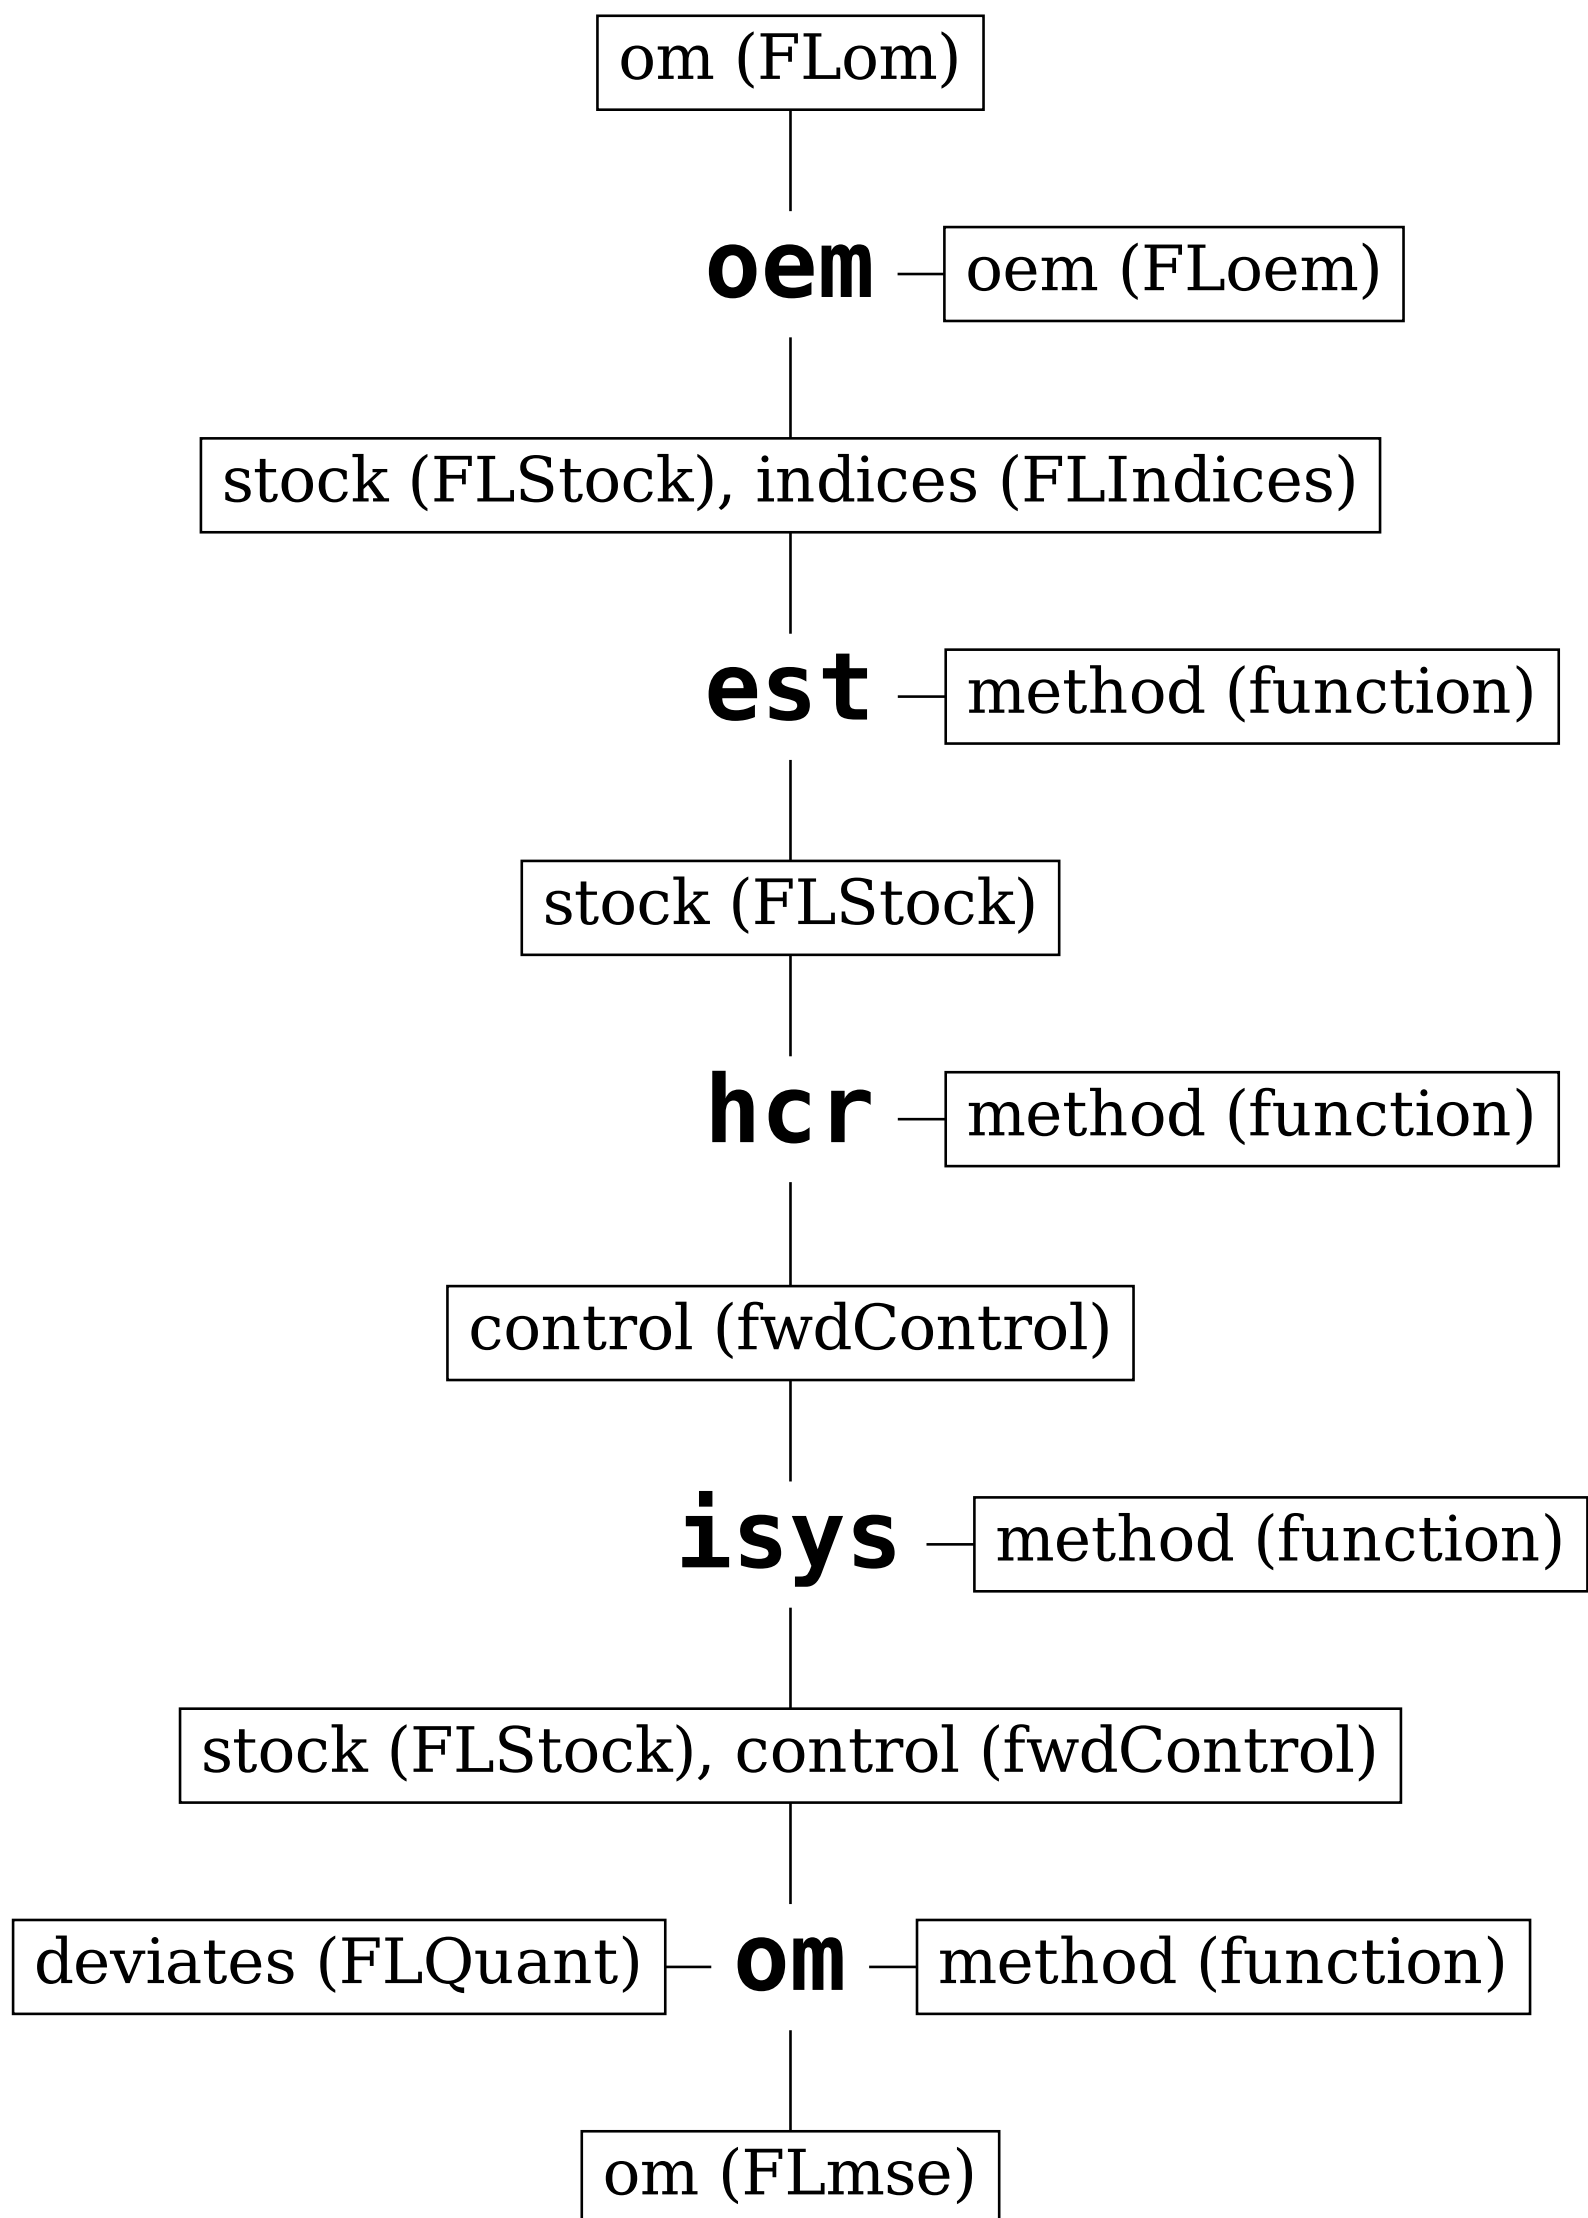 om (FLom)
oem
oem (FLoem)
stock (FLStock), indices (FLIndices)
est
method (function)
stock (FLStock)
hcr
method (function)
control (fwdControl)
isys
method (function)
stock (FLStock), control (fwdControl)
deviates (FLQuant)
om
method (function)
om (FLmse)